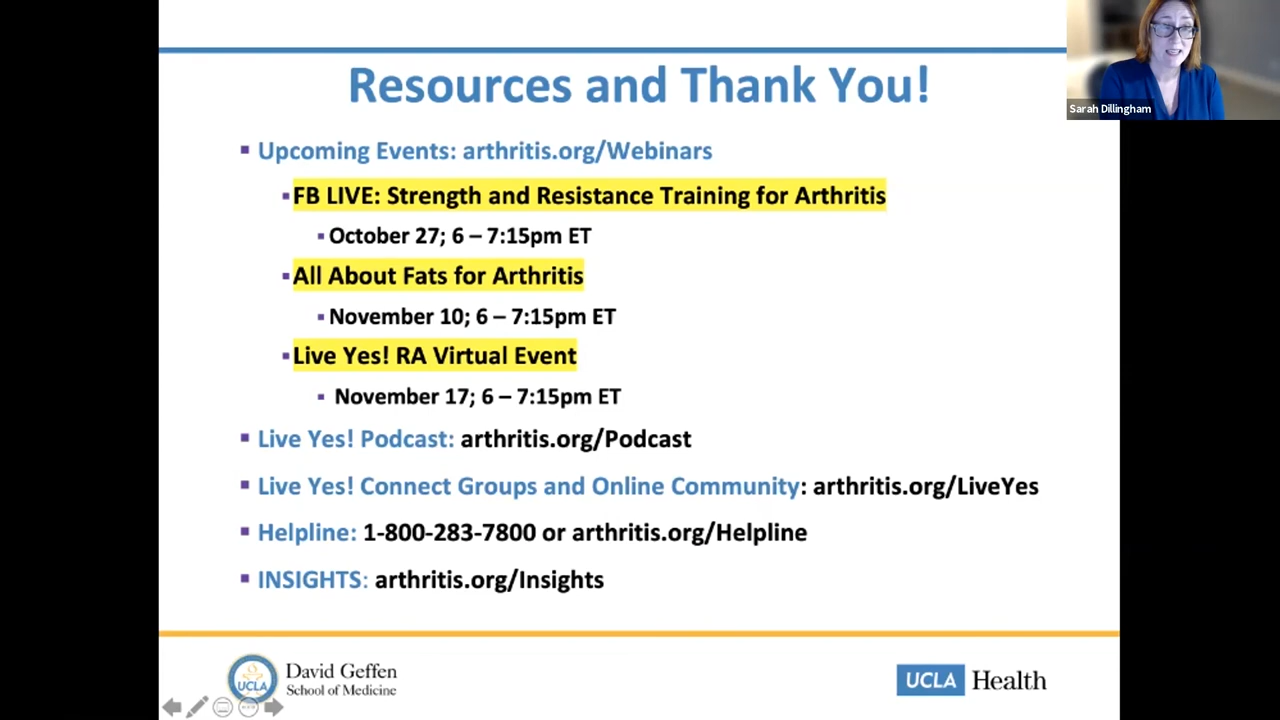 Resources and Thank You!
Sarah Dillingham
Upcoming Events: arthritis.org/Webinars
FB LIVE: Strength and Resistance Training for Arthritis
October 27; 6 – 7:15pm ET
All About Fats for Arthritis
November 10; 6 – 7:15pm ET
Live Yes! RA Virtual Event
November 17; 6 – 7:15pm ET
Live Yes! Podcast: arthritis.org/Podcast
Live Yes! Connect Groups and Online Community: arthritis.org/LiveYes
Helpline: 1-800-283-7800 or arthritis.org/Helpline
INSIGHTS: arthritis.org/Insights
UCLA
David Geffen
School of Medicine
UCLA Health